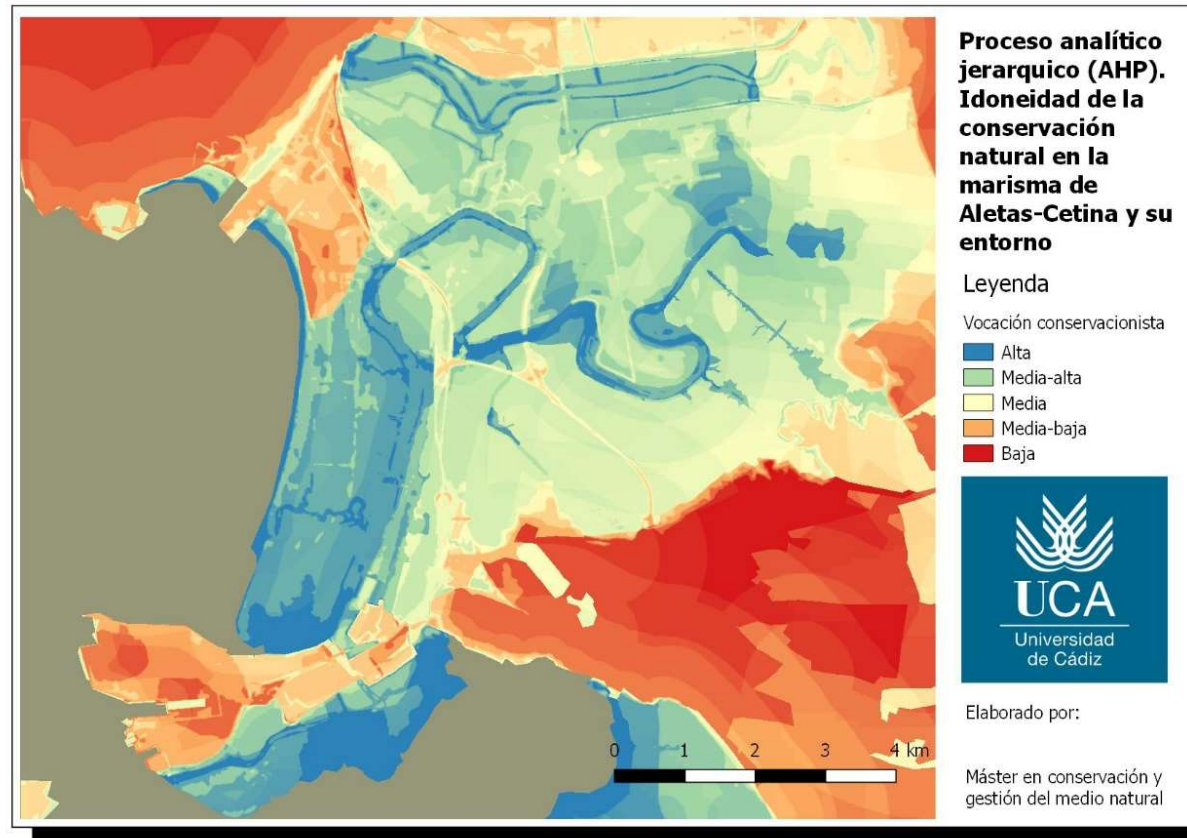 Proceso analítico
jerarquico (AHP).
Idoneidad de la
conservación
natural en la
marisma de
Aletas-Cetina y su
entorno
Leyenda
Vocación conservacionista
Alta
Media-alta
Media
Media-baja
Baja
UCA
Universidad
de Cádiz
Elaborado por:
Máster en conservación y
gestión del medio natural
0 1 2 3 4 km